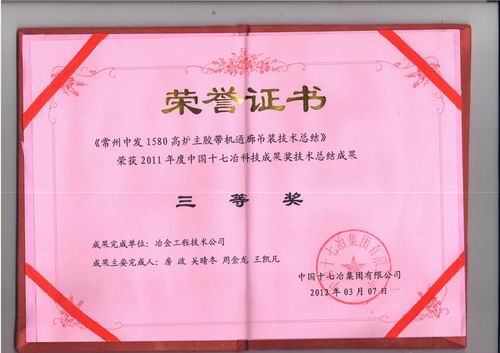 荣誉证书
《常州中发1580高炉主胶带机通廊吊装技术总结》
荣获2011年度中国十七冶科技成果奖技术总结成果
三等奖
成果完成单位：冶金工程技术公司
成果主要完成人：房政 吴晴冬 周金龙 王凯凡
中国十七冶集团有限公司
2012年03月07日